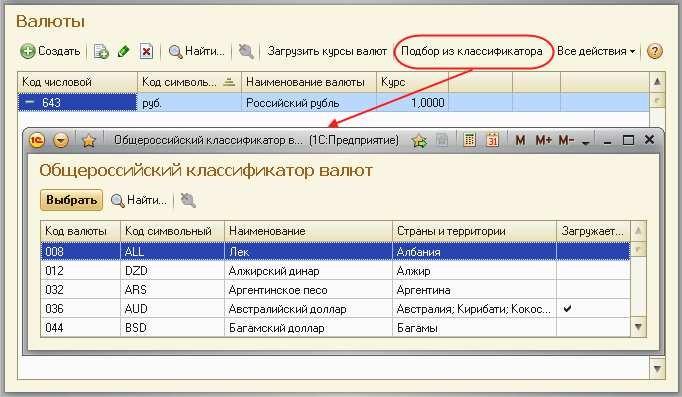 Валюты
Создать Найти... Загрузить курсы валют Подбор из классификатора Все действия
Код числовой Код символь... Наименование валюты Курс
643 руб. Российский рубль 1,0000
1С Общероссийский классификатор в... (1С:Предприятие) 31 M M+ M-
Общероссийский классификатор валют
Выбрать Найти...
Код валюты Код символьный Наименование Страны и территории Загружает...
008 ALL Лек Албания
012 DZD Алжирский динар Алжир
032 ARS Аргентинское песо Аргентина
036 AUD Австралийский доллар Австралия; Кирибати; Кокос...
044 BSD Багамский доллар Багамы